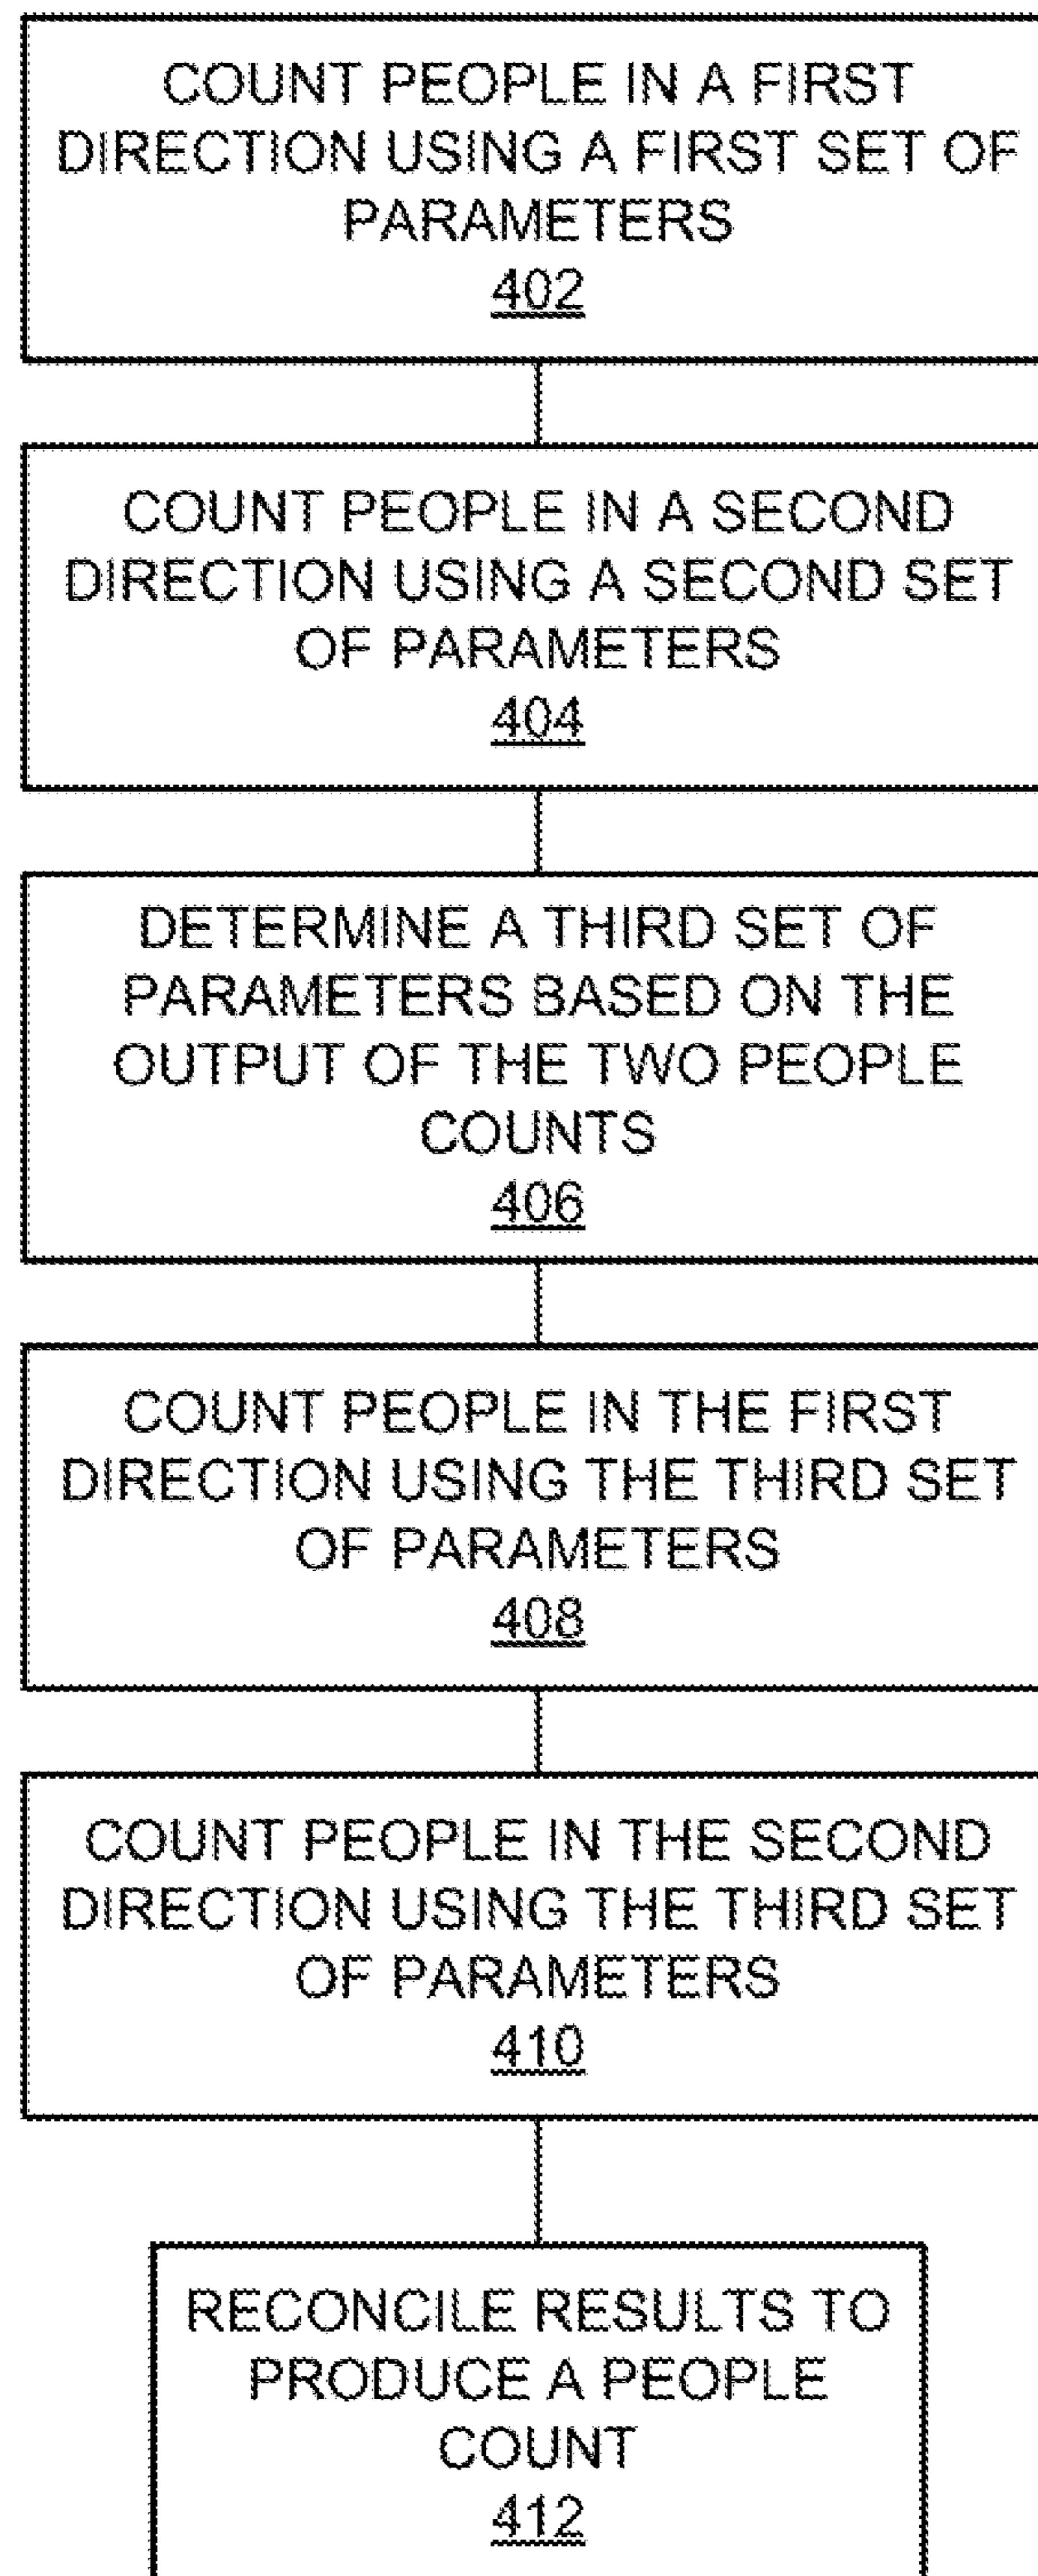 COUNT PEOPLE IN A FIRST
DIRECTION USING A FIRST SET OF
PARAMETERS
402
COUNT PEOPLE IN A SECOND
DIRECTION USING A SECOND SET
OF PARAMETERS
404
DETERMINE A THIRD SET OF
PARAMETERS BASED ON THE
OUTPUT OF THE TWO PEOPLE
COUNTS
406
COUNT PEOPLE IN THE FIRST
DIRECTION USING THE THIRD SET
OF PARAMETERS
408
COUNT PEOPLE IN THE SECOND
DIRECTION USING THE THIRD SET
OF PARAMETERS
410
RECONCILE RESULTS TO
PRODUCE A PEOPLE
COUNT
412